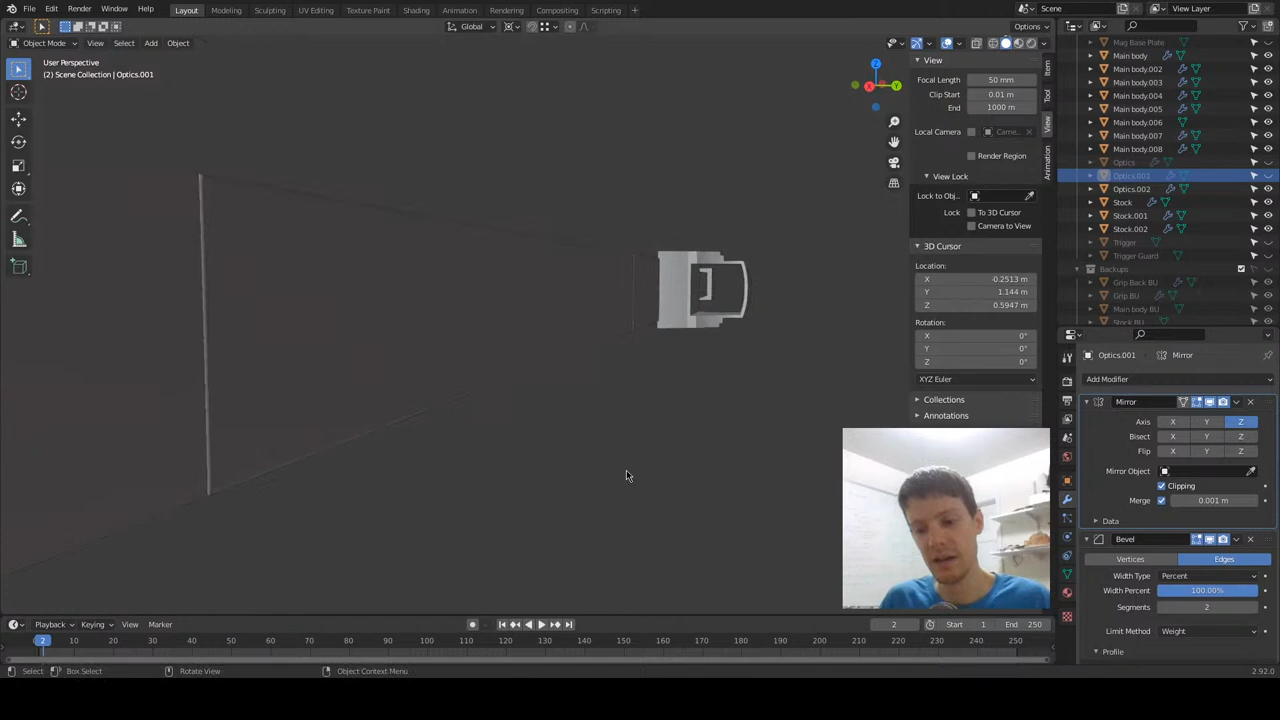 File Edit Render Window Help
Layout Modeling Sculpting UV Editing Texture Paint Shading Animation Rendering Compositing Scripting +
Scene View Layer
Global Options
Object Mode View Select Add Object
User Perspective
(2) Scene Collection | Optics.001
Z
Y
X
View
Focal Length 50 mm
Clip Start 0.01 m
End 1000 m
Local Camera Came...
Render Region
View Lock
Lock to Obj...
Lock To 3D Cursor
Camera to View
3D Cursor
Location:
X -0.2513 m
Y 1.144 m
Z 0.5947 m
Rotation:
X 0°
Y 0°
Z 0°
XYZ Euler
Collections
Annotations
Item
Tool
View
Animation
Mag Base Plate
Main body
Main body.002
Main body.003
Main body.004
Main body.005
Main body.006
Main body.007
Main body.008
Optics
Optics.001
Optics.002
Stock
Stock.001
Stock.002
Trigger
Trigger Guard
Backups
Grip Back BU
Grip BU
Main body BU
Stock BU
Optics.001 Mirror
Add Modifier
Mirror
Axis X Y Z
Bisect X Y Z
Flip X Y Z
Mirror Object
Clipping
Merge 0.001 m
Data
Bevel
Vertices Edges
Width Type Percent
Width Percent 100.00%
Segments 2
Limit Method Weight
Profile
Playback Keying View Marker 2 Start 1 End 250
2 10 20 30 40 50 60 70 80 90 100 110 120 130 140 150 160 170 180 190 200 210 220 230 240 250
Select Box Select Rotate View Object Context Menu 2.92.0